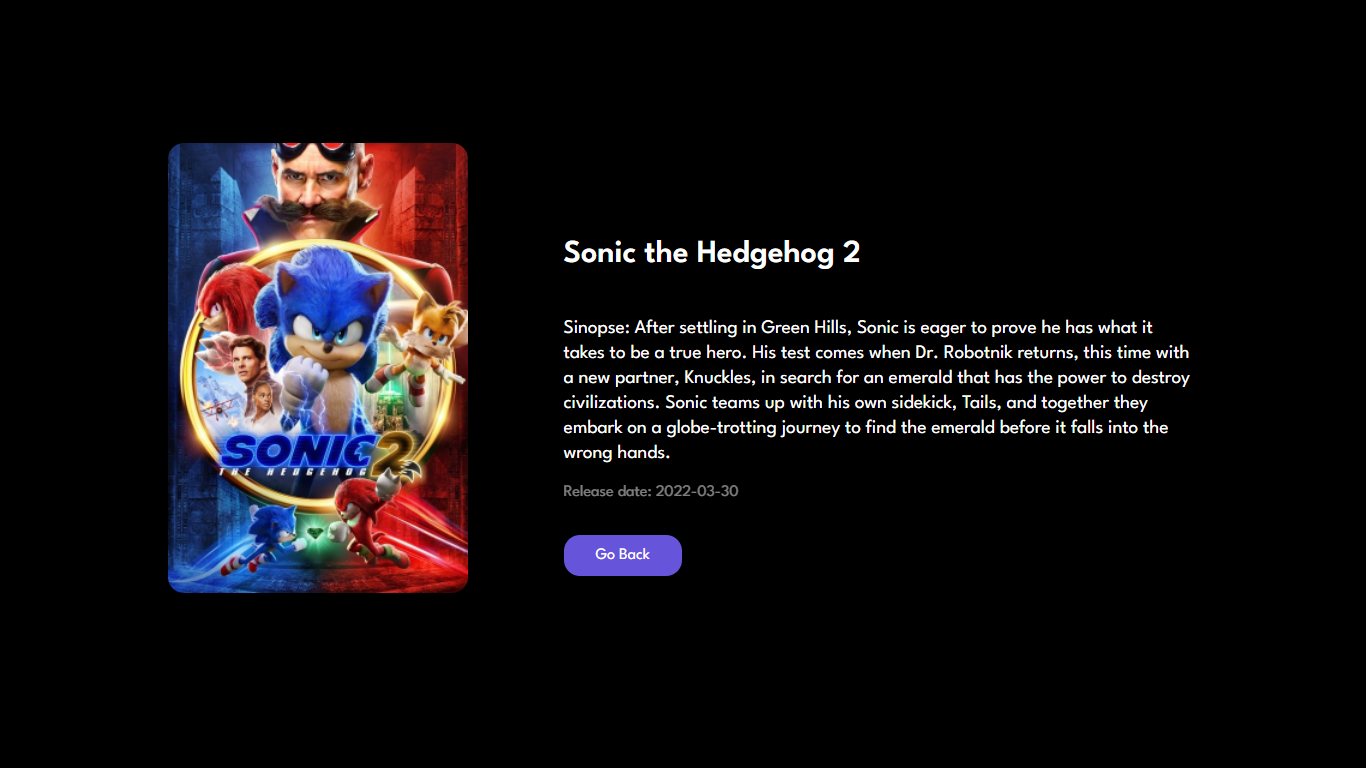 SONIC 2
THE HEDGEHOG
Sonic the Hedgehog 2
Sinopse: After settling in Green Hills, Sonic is eager to prove he has what it
takes to be a true hero. His test comes when Dr. Robotnik returns, this time with
a new partner, Knuckles, in search for an emerald that has the power to destroy
civilizations. Sonic teams up with his own sidekick, Tails, and together they
embark on a globe-trotting journey to find the emerald before it falls into the
wrong hands.
Release date: 2022-03-30
Go Back